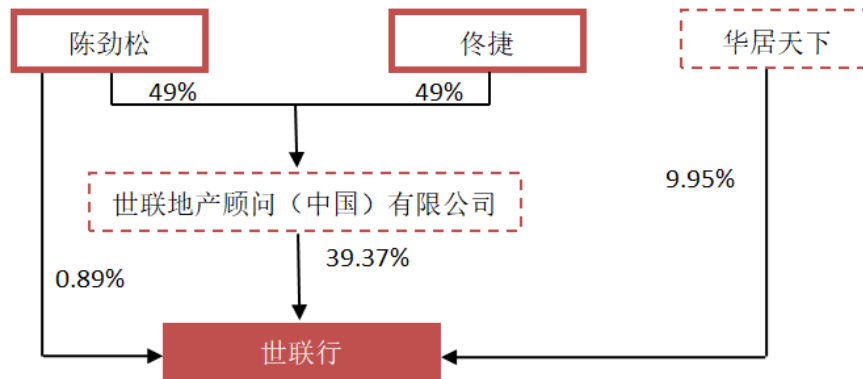 陈劲松
佟捷
华居天下
49%
49%
世联地产顾问（中国）有限公司
9.95%
39.37%
0.89%
世联行